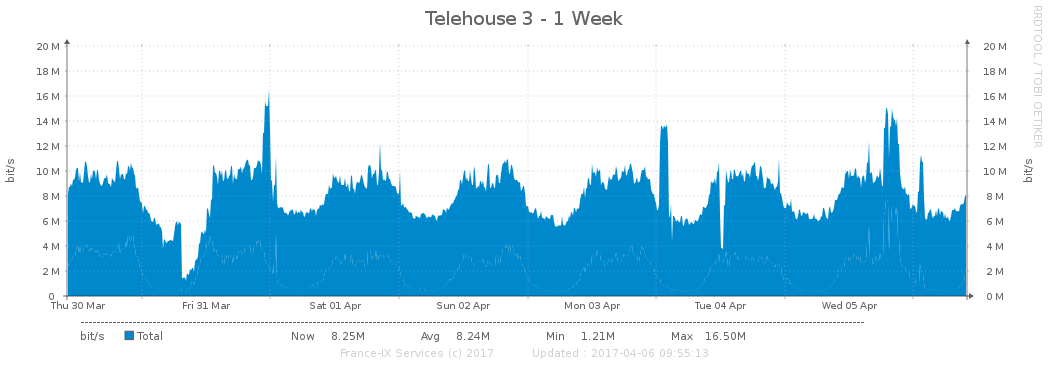 Telehouse 3 - 1 Week
RRDTOOL / TOBI OETIKER
bit/s
bit/s
20 M 20 M
18 M 18 M
16 M 16 M
14 M 14 M
12 M 12 M
10 M 10 M
8 M 8 M
6 M 6 M
4 M 4 M
2 M 2 M
0 0 M
Thu 30 Mar Fri 31 Mar Sat 01 Apr Sun 02 Apr Mon 03 Apr Tue 04 Apr Wed 05 Apr
bit/s Total Now 8.25M Avg 8.24M Min 1.21M Max 16.50M
France-IX Services (c) 2017 Updated : 2017-04-06 09:55:13